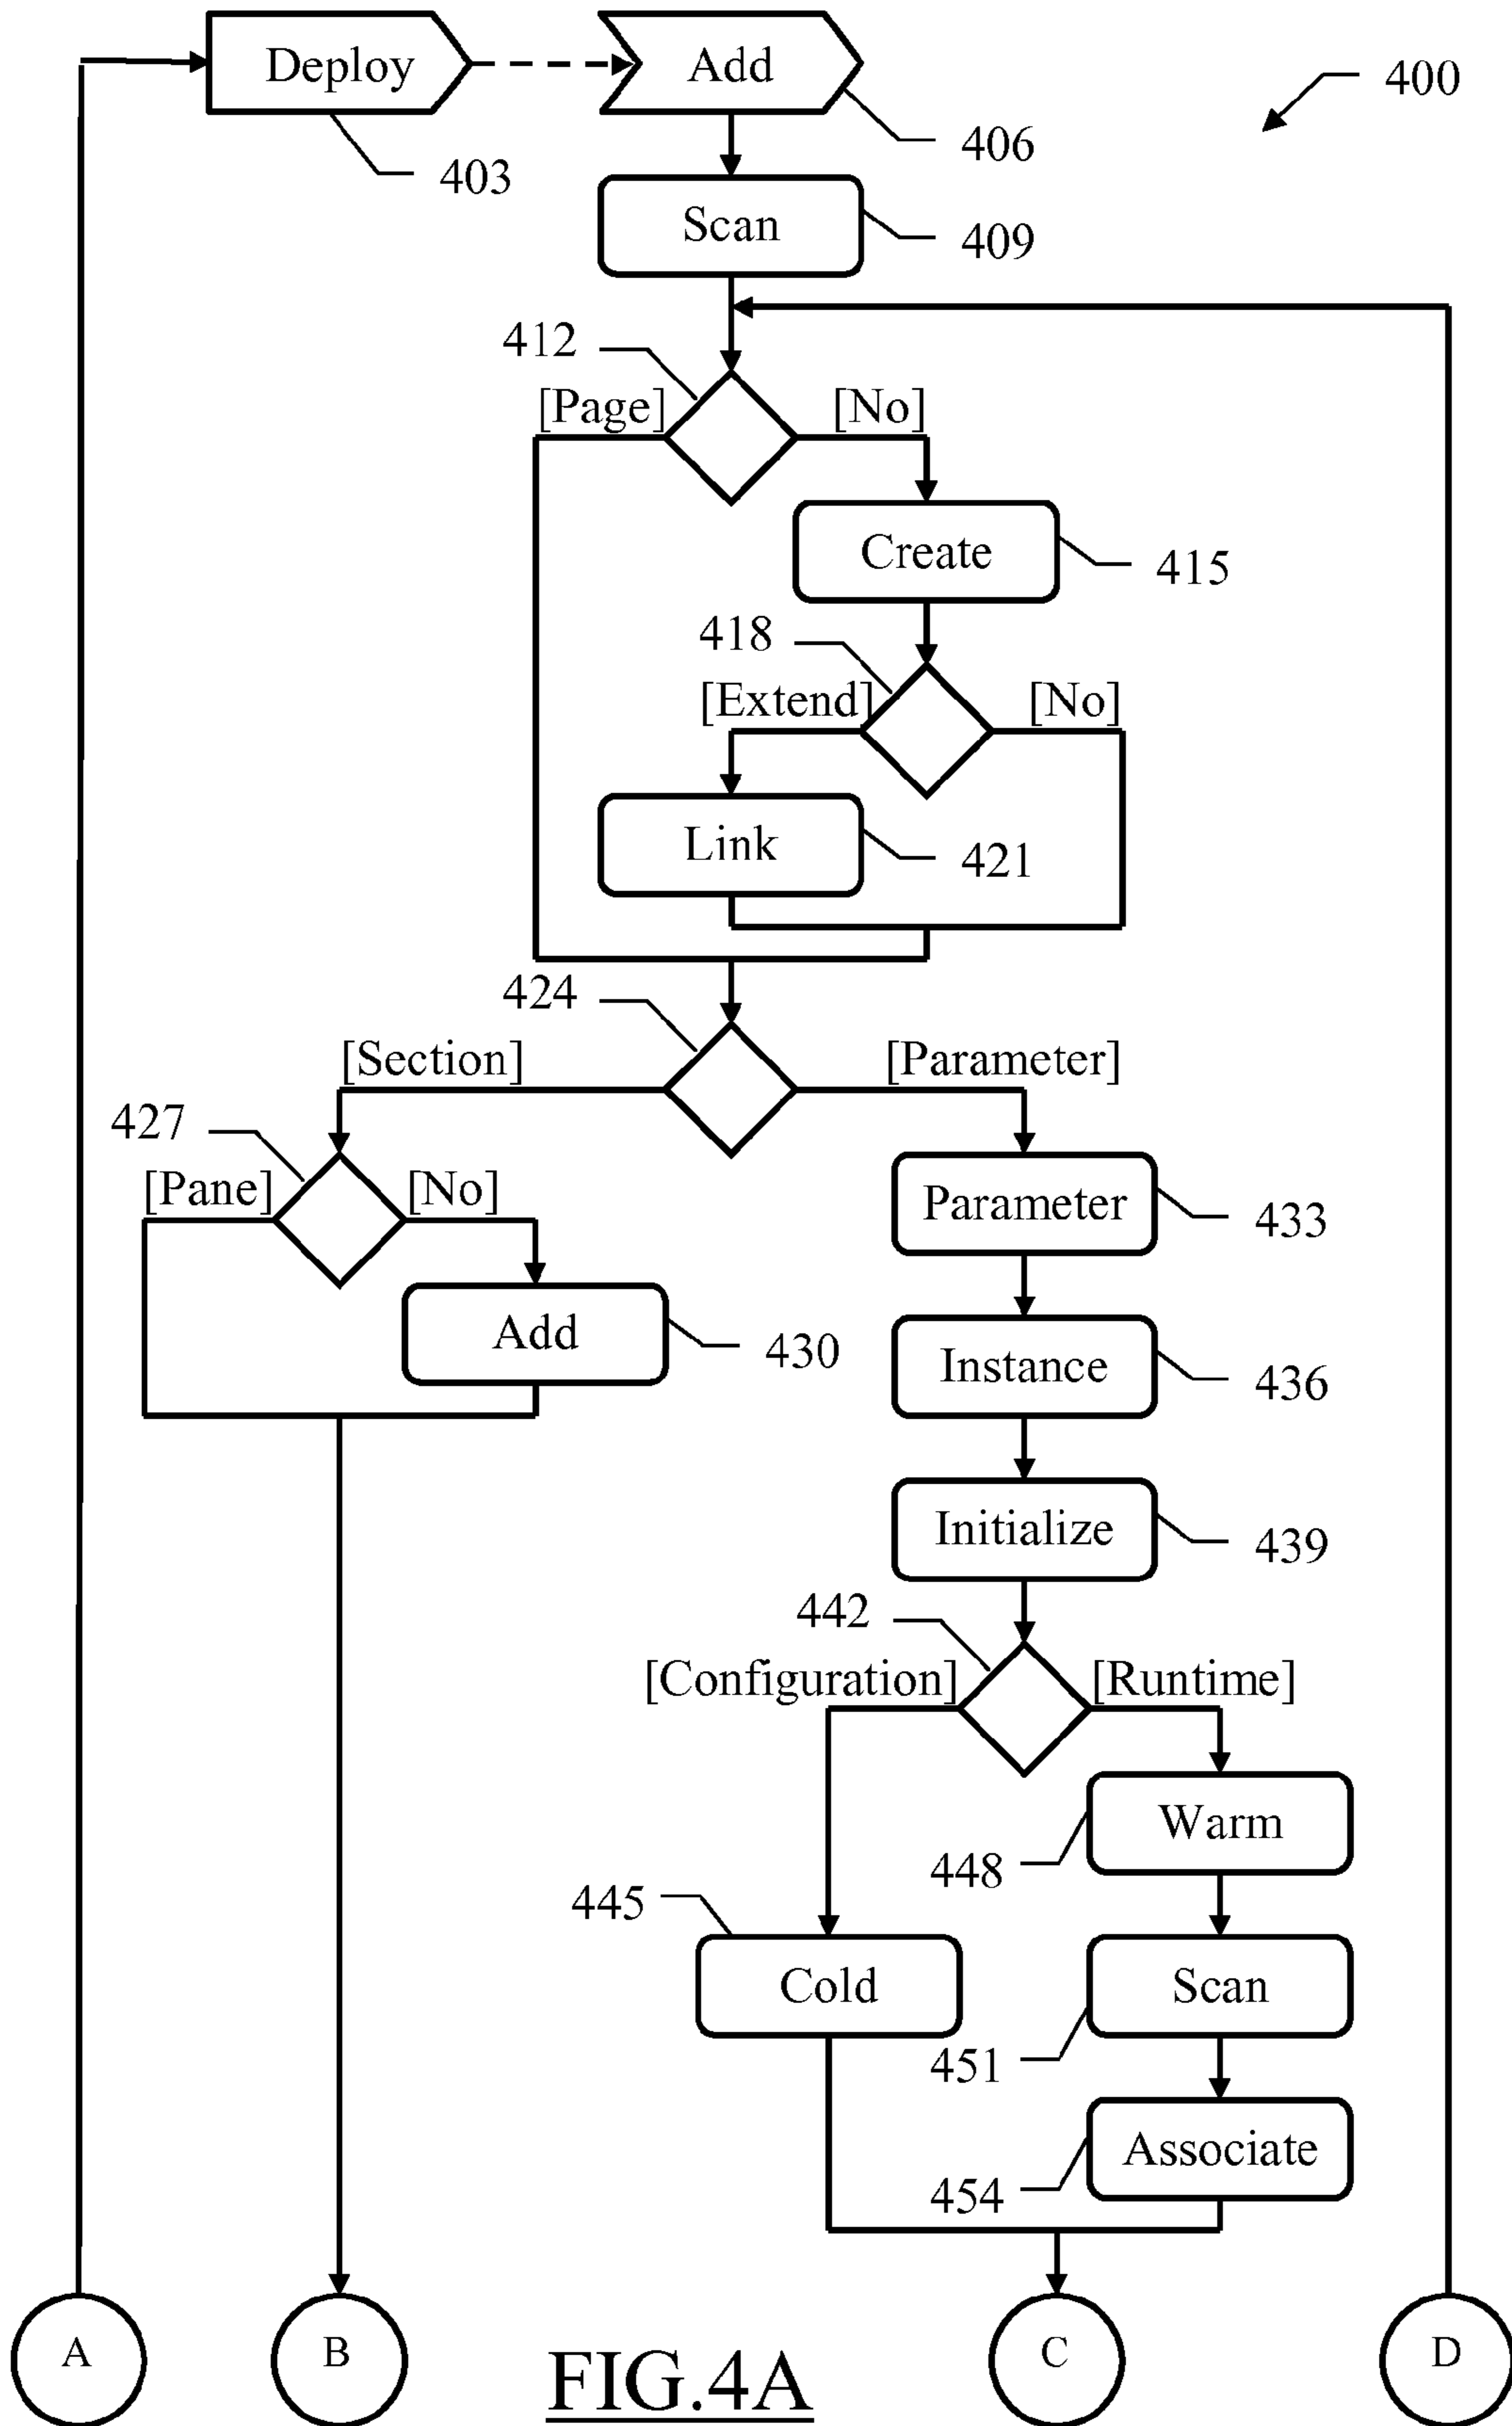 Deploy
Add
400
406
403
Scan
409
412
[Page]
[No]
Create
415
418
[Extend]
[No]
Link
421
424
[Section]
[Parameter]
427
[Pane]
[No]
Parameter
433
Add
430
Instance
436
Initialize
439
442
[Configuration]
[Runtime]
Warm
448
445
Cold
Scan
451
Associate
454
A
B
C
D
FIG.4A